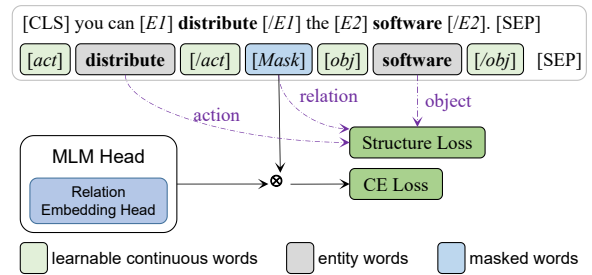 [CLS] you can [E1] distribute [/E1] the [E2] software [/E2]. [SEP]
[act] distribute [/act] [Mask] [obj] software [/obj] [SEP]
action relation object
Structure Loss
MLM Head
Relation
Embedding Head
⊗
CE Loss
learnable continuous words entity words masked words